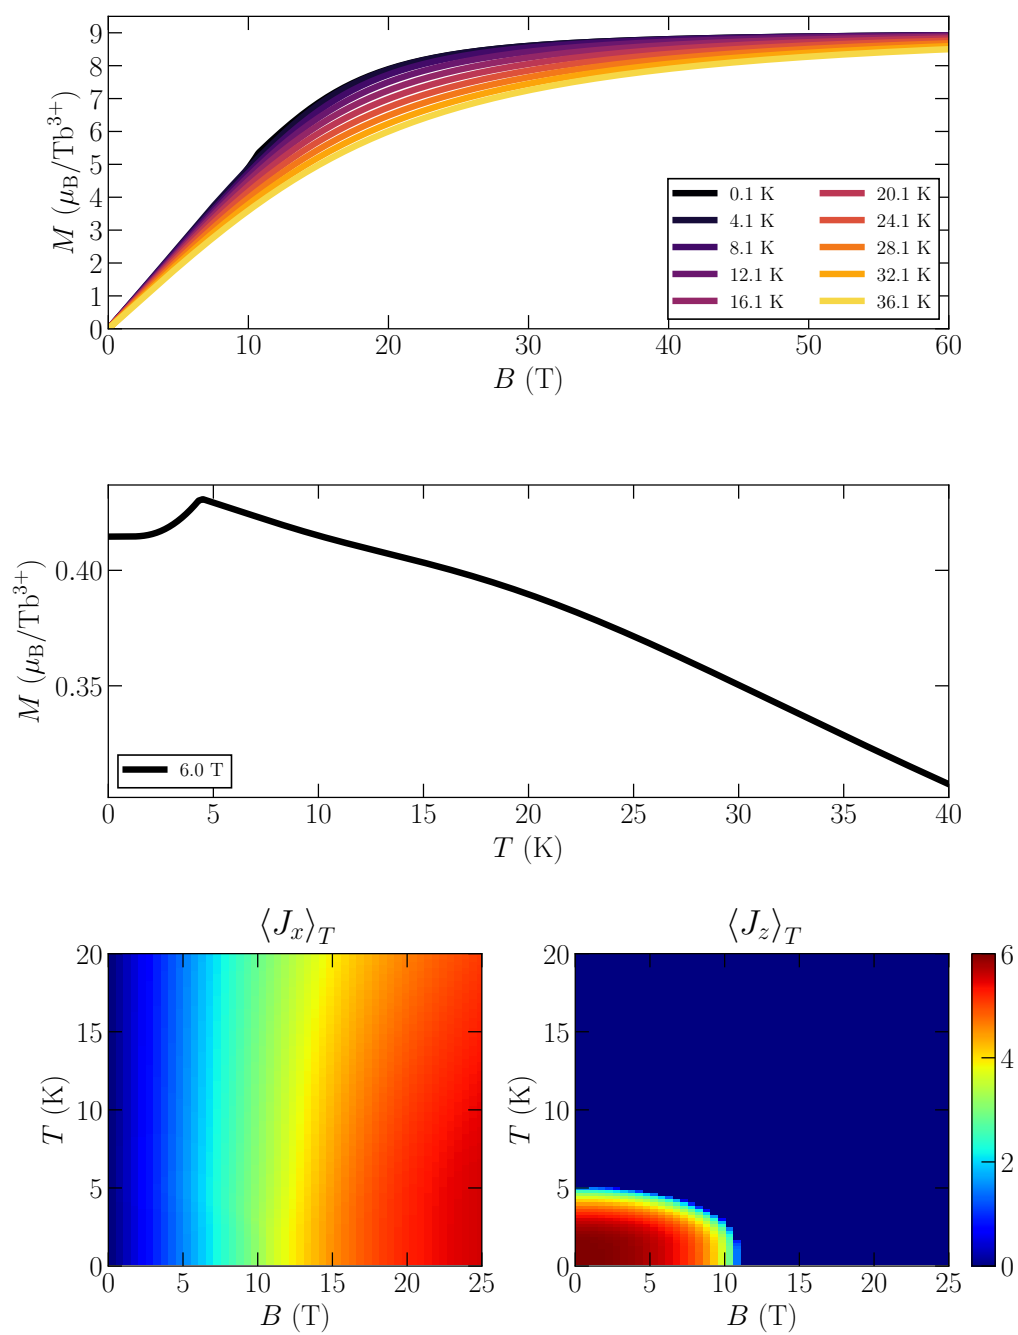 9
8
7
6
5
4
3
2
1
0
M (μB/Tb³⁺)
0.1 K
4.1 K
8.1 K
12.1 K
16.1 K
20.1 K
24.1 K
28.1 K
32.1 K
36.1 K
0 10 20 30 40 50 60
B (T)
0.40
0.35
M (μB/Tb³⁺)
6.0 T
0 5 10 15 20 25 30 35 40
T (K)
⟨Jx⟩T
20
15
10
5
0
T (K)
0 5 10 15 20 25
B (T)
⟨Jz⟩T
20
15
10
5
0
T (K)
0 5 10 15 20 25
B (T)
6
4
2
0